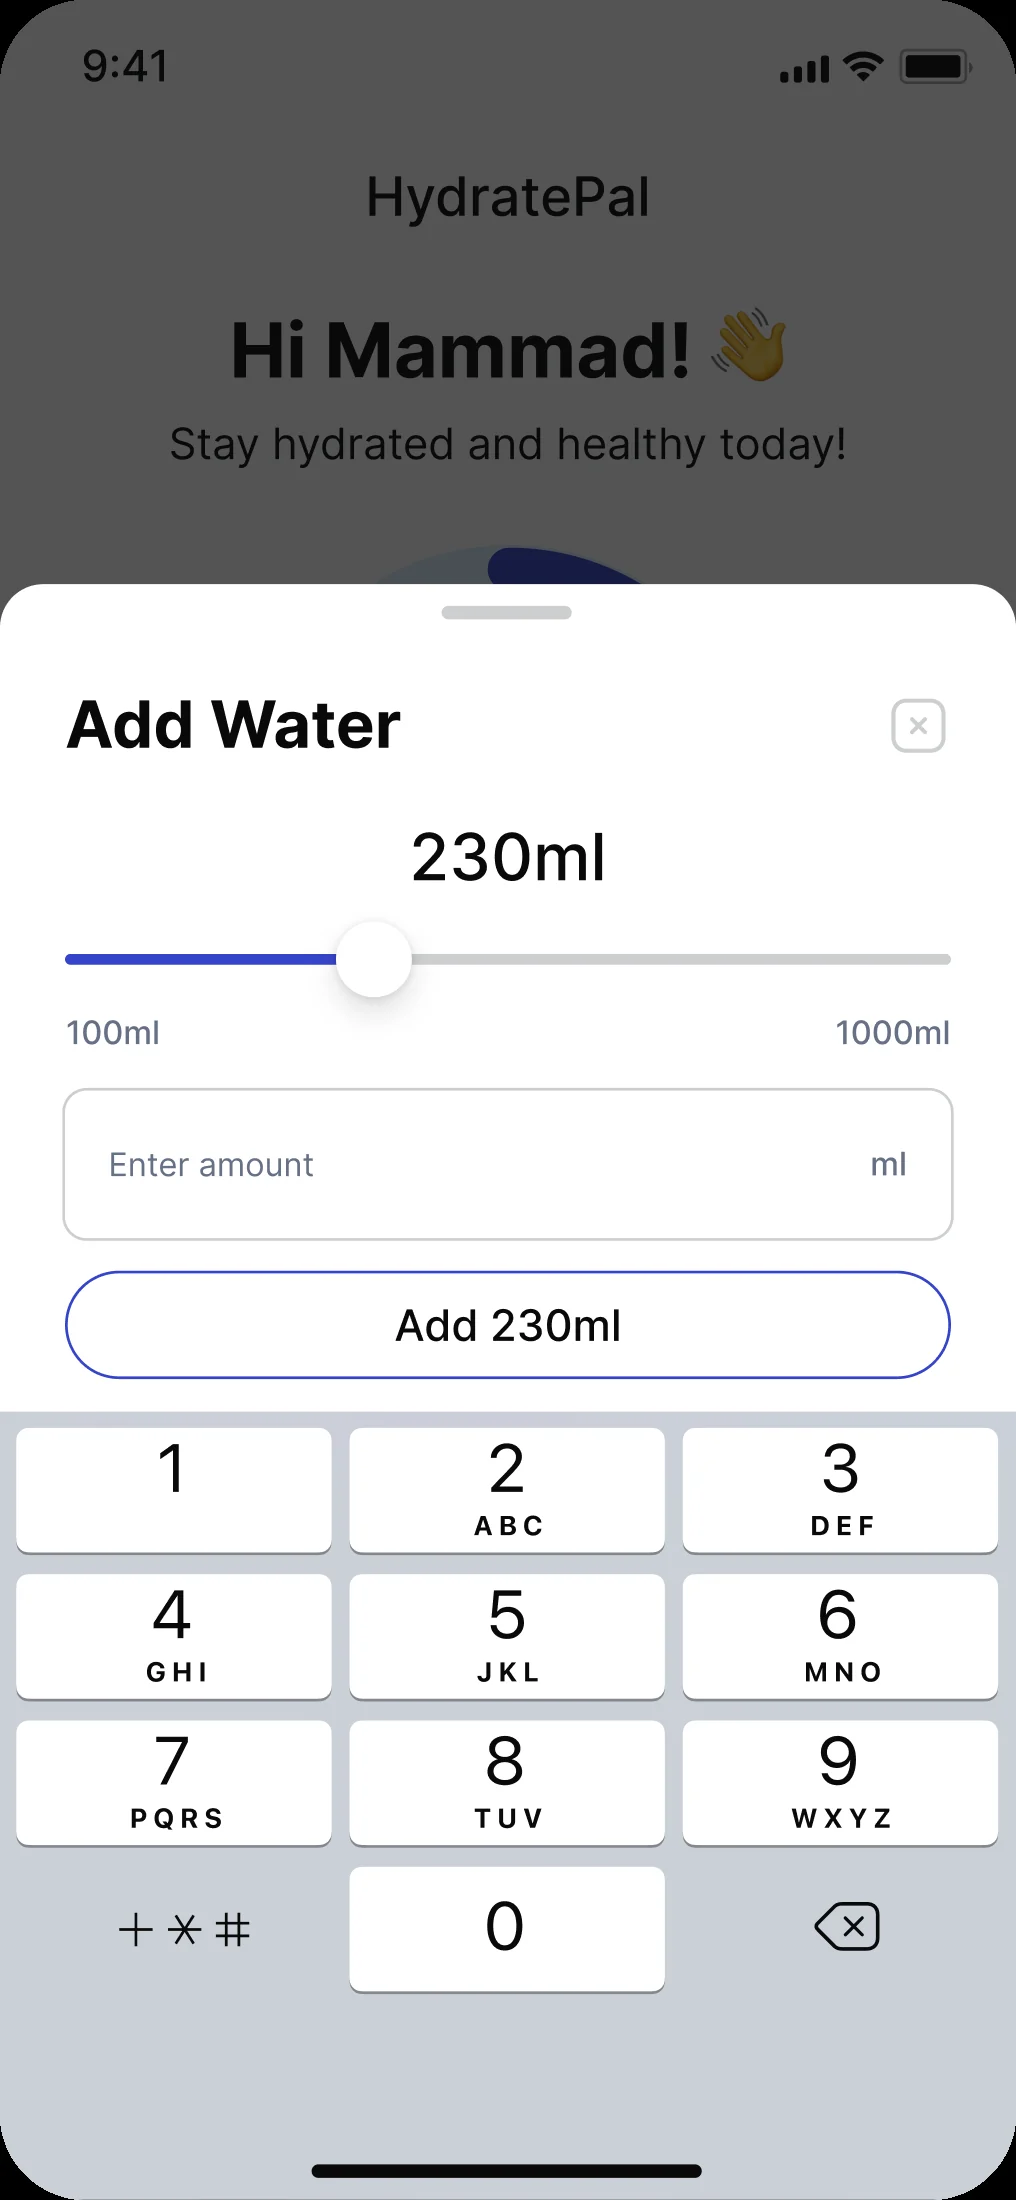 9:41
HydratePal
Hi Mammad! 👋
Stay hydrated and healthy today!
Add Water
230ml
100ml 1000ml
Enter amount ml
Add 230ml
1 2 3
ABC DEF
4 5 6
GHI JKL MNO
7 8 9
PQRS TUV WXYZ
+*# 0